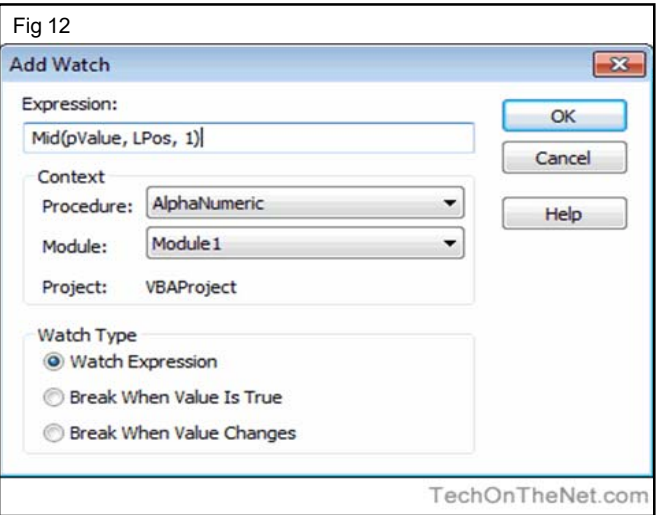 Fig 12
Add Watch
Expression:
Mid(pValue, LPos, 1)
OK
Cancel
Help
Context
Procedure: AlphaNumeric
Module: Module1
Project: VBAProject
Watch Type
Watch Expression
Break When Value Is True
Break When Value Changes
TechOnTheNet.com